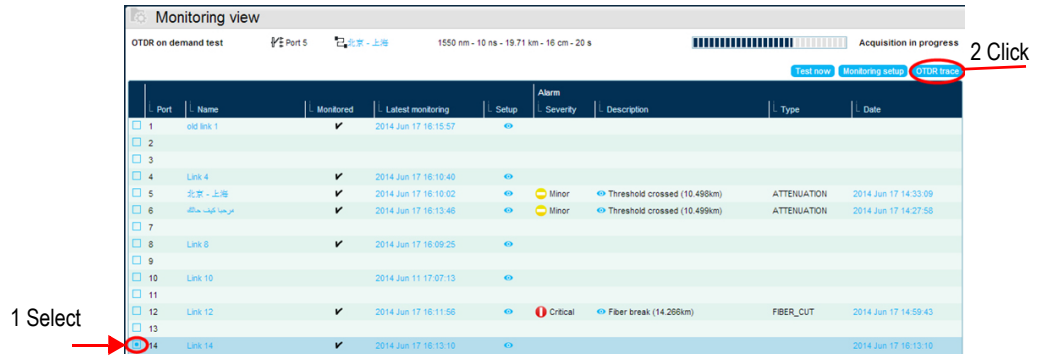 Monitoring view
OTDR on demand test Port 5 北京 - 上海 1550 nm - 10 ns - 19.71 km - 16 cm - 20 s Acquisition in progress
2 Click
Test now Monitoring setup OTDR trace
Alarm
Port Name Monitored Latest monitoring Setup Severity Description Type Date
1 old link 1 2014 Jun 17 16:15:57
2
3
4 Link 4 2014 Jun 17 16:10:40
5 北京 - 上海 2014 Jun 17 16:10:02 Minor Threshold crossed (10.498km) ATTENUATION 2014 Jun 17 14:33:09
6 مرحبا كيف حالك 2014 Jun 17 16:13:46 Minor Threshold crossed (10.499km) ATTENUATION 2014 Jun 17 14:27:58
7
8 Link 8 2014 Jun 17 16:09:25
9
10 Link 10 2014 Jun 11 17:07:13
11
12 Link 12 2014 Jun 17 16:11:56 Critical Fiber break (14.266km) FIBER_CUT 2014 Jun 17 14:59:43
1 Select
13
14 Link 14 2014 Jun 17 16:13:10 2014 Jun 17 16:13:10